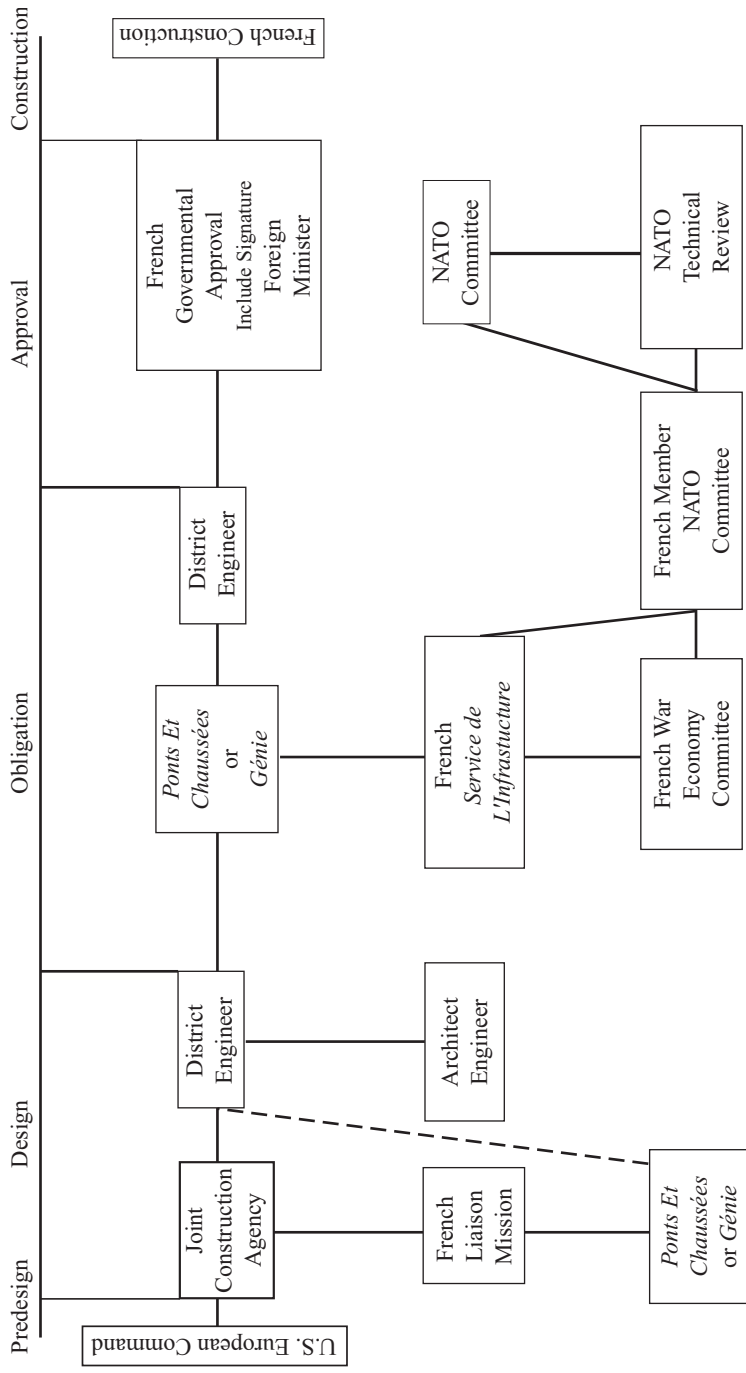 Predesign
Design
Obligation
Approval
Construction
U.S. European Command
Joint
Construction
Agency
District
Engineer
Ponts Et
Chaussées
or
Génie
District
Engineer
French
Governmental
Approval
Include Signature
Foreign
Minister
French Construction
French
Liaison
Mission
Architect
Engineer
French
Service de
L'Infrastucture
NATO
Committee
Ponts Et
Chaussées
or Génie
French War
Economy
Committee
French Member
NATO
Committee
NATO
Technical
Review